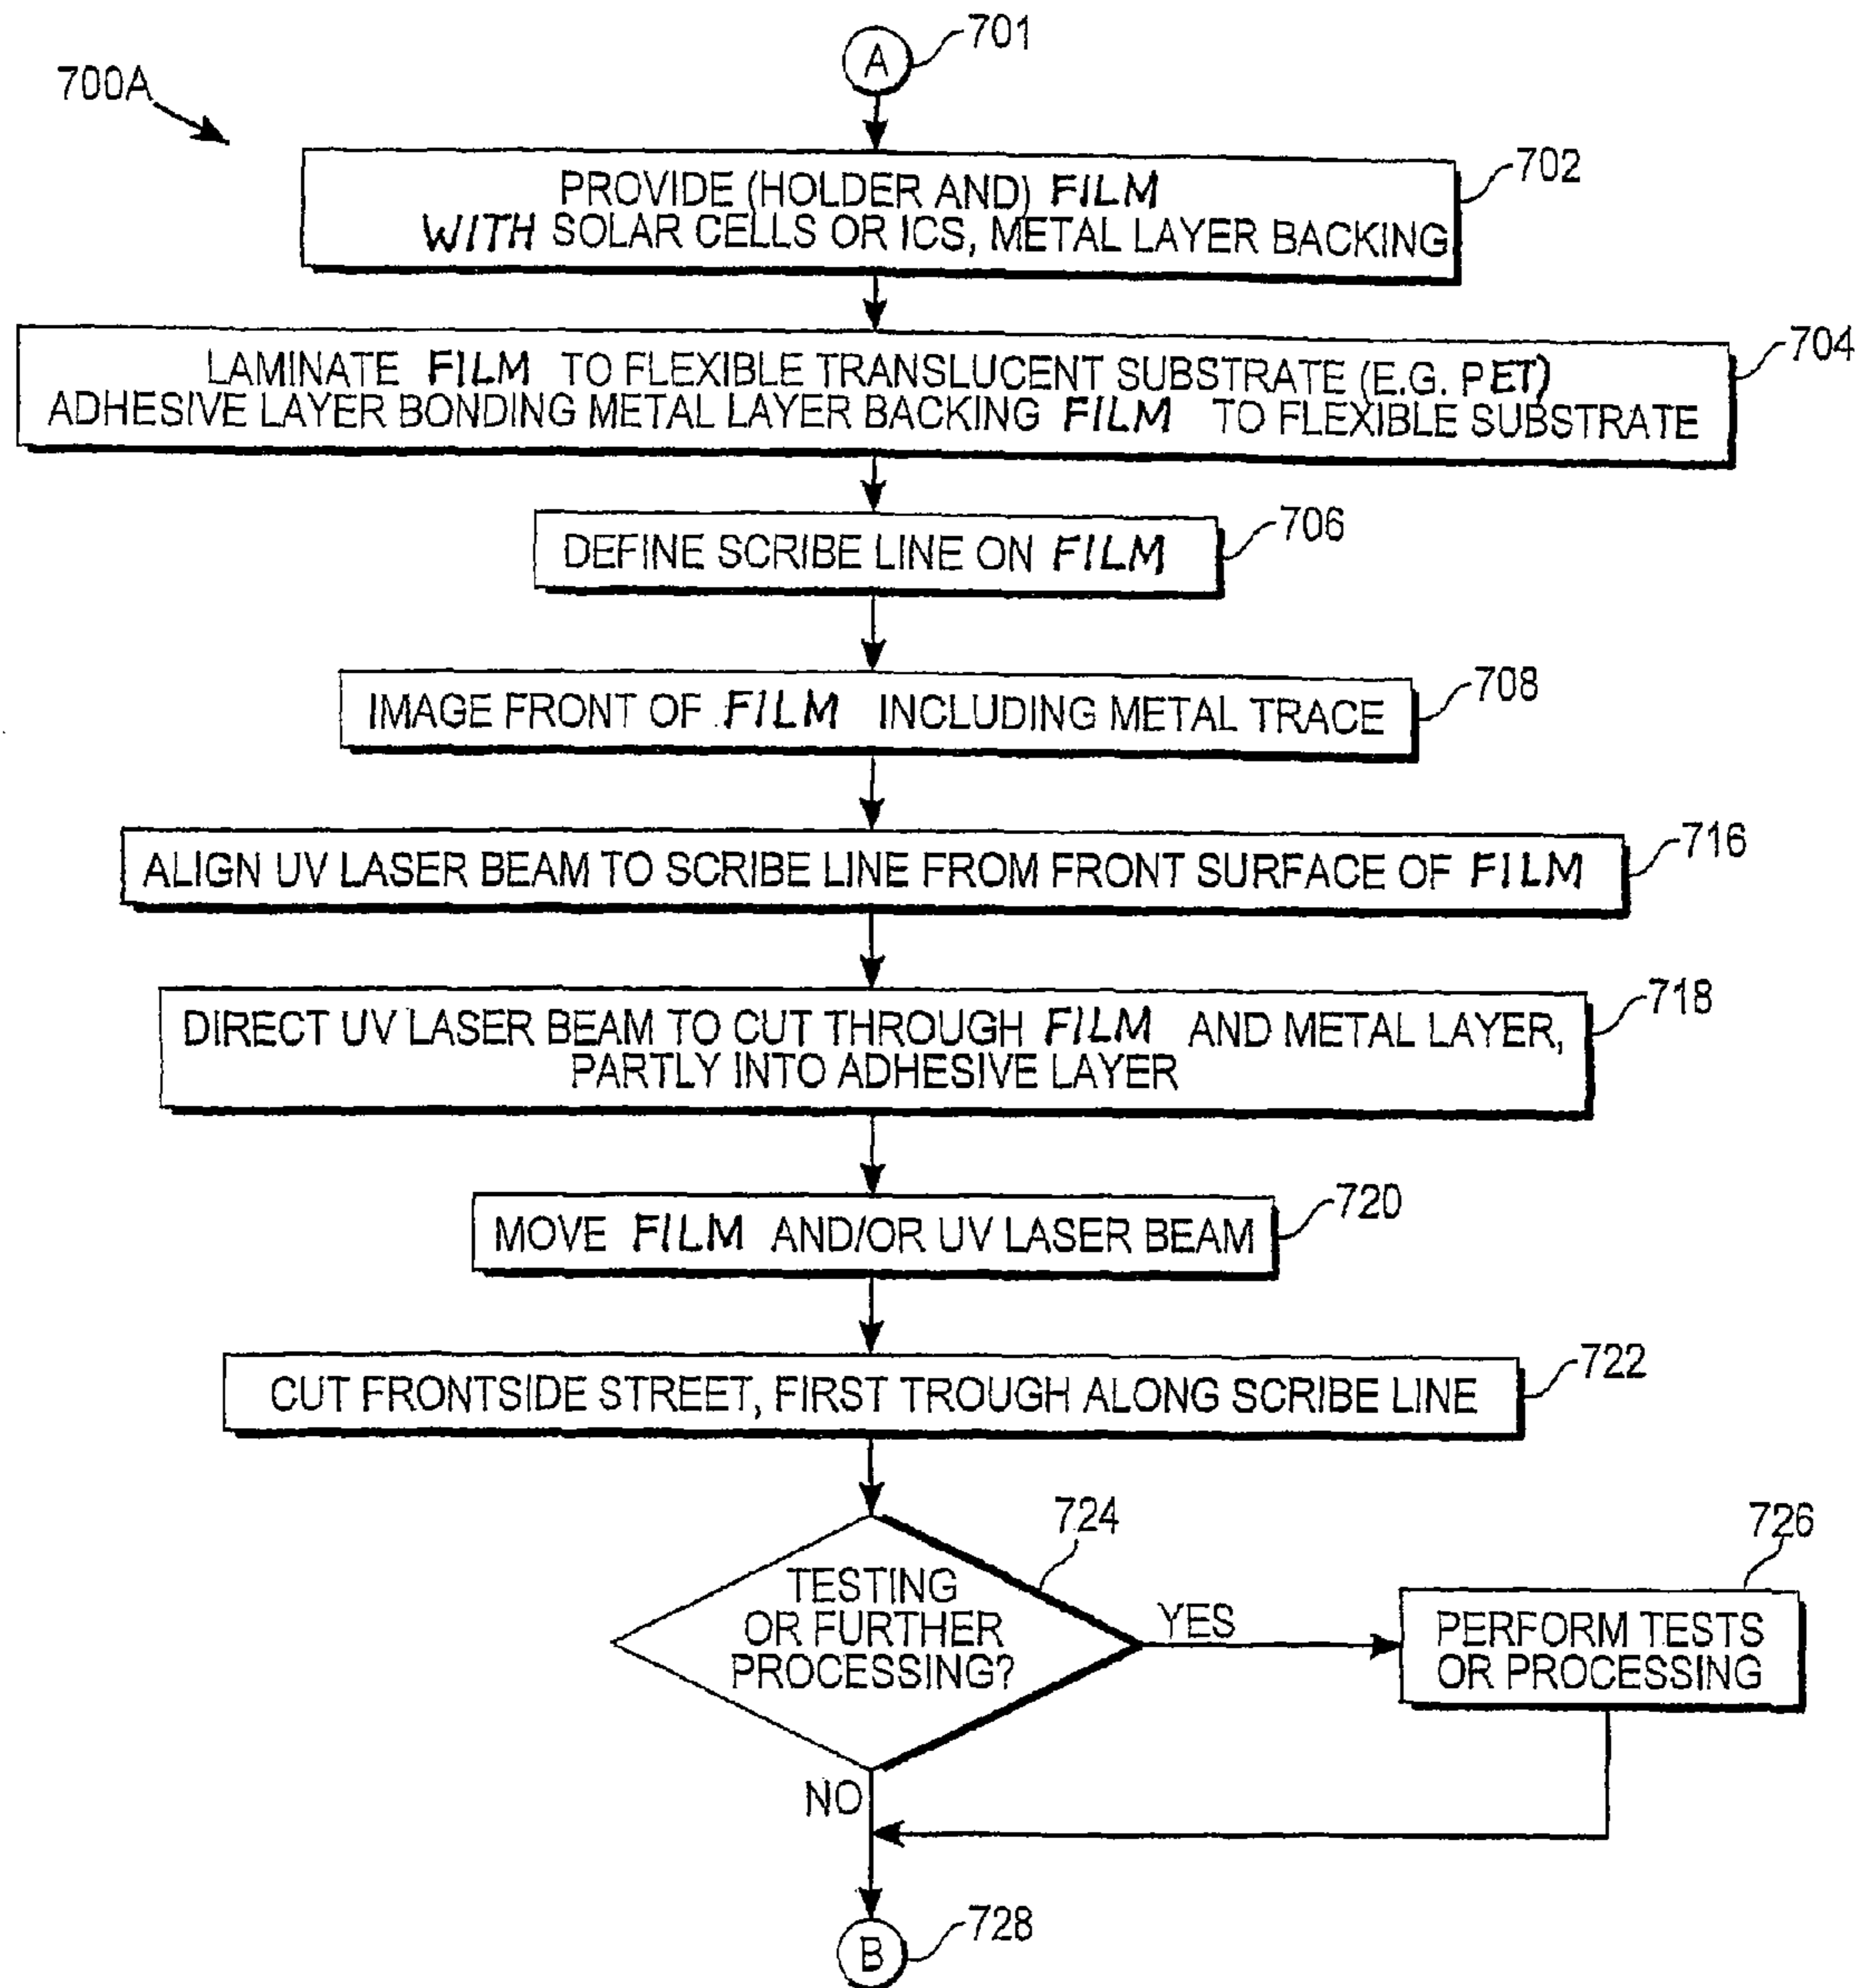 A
701
700A
PROVIDE (HOLDER AND) FILM
WITH SOLAR CELLS OR ICS, METAL LAYER BACKING
702
LAMINATE FILM TO FLEXIBLE TRANSLUCENT SUBSTRATE (E.G. PET)
ADHESIVE LAYER BONDING METAL LAYER BACKING FILM TO FLEXIBLE SUBSTRATE
704
DEFINE SCRIBE LINE ON FILM
706
IMAGE FRONT OF FILM INCLUDING METAL TRACE
708
ALIGN UV LASER BEAM TO SCRIBE LINE FROM FRONT SURFACE OF FILM
716
DIRECT UV LASER BEAM TO CUT THROUGH FILM AND METAL LAYER,
PARTLY INTO ADHESIVE LAYER
718
MOVE FILM AND/OR UV LASER BEAM
720
CUT FRONTSIDE STREET, FIRST TROUGH ALONG SCRIBE LINE
722
TESTING
OR FURTHER
PROCESSING?
724
YES
PERFORM TESTS
OR PROCESSING
726
NO
B
728